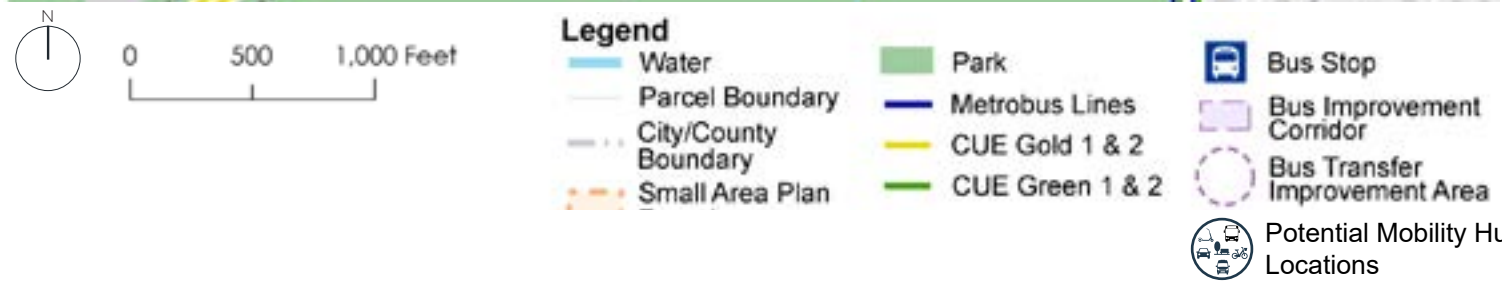 N
0 500 1,000 Feet
Legend
Water
Parcel Boundary
City/County
Boundary
Small Area Plan
Park
Metrobus Lines
CUE Gold 1 & 2
CUE Green 1 & 2
Bus Stop
Bus Improvement
Corridor
Bus Transfer
Improvement Area
Potential Mobility Hu
Locations